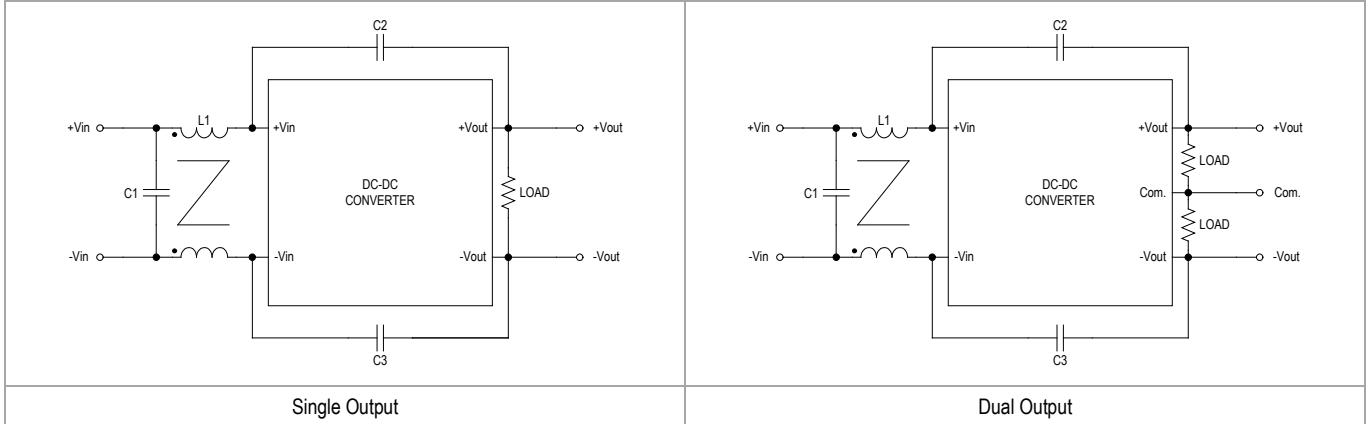 C2
L1
+Vin
+Vin
+Vout
+Vout
C1
DC-DC
CONVERTER
LOAD
-Vin
-Vin
-Vout
-Vout
C3
Single Output
C2
L1
+Vin
+Vin
+Vout
+Vout
LOAD
C1
DC-DC
CONVERTER
Com.
Com.
LOAD
-Vin
-Vin
-Vout
-Vout
C3
Dual Output